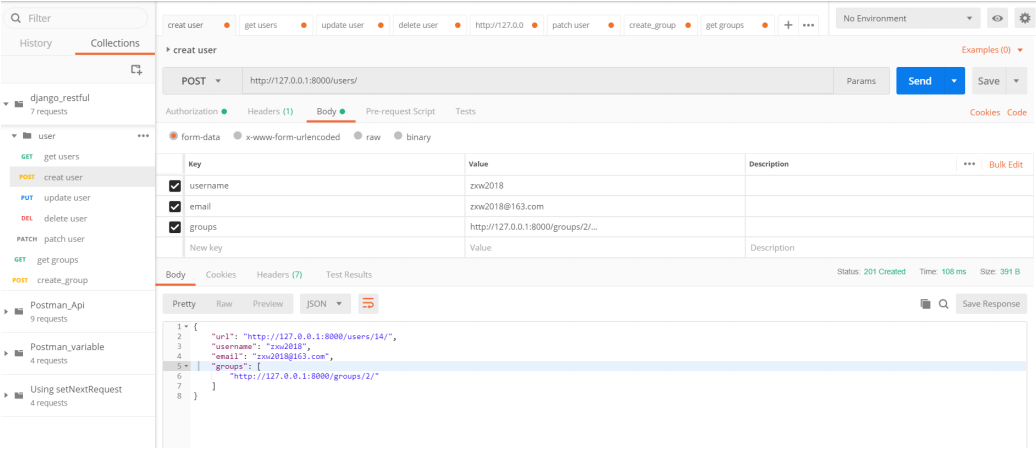 Filter
History Collections
django_restful
7 requests
user
GET get users
POST creat user
PUT update user
DEL delete user
PATCH patch user
GET get groups
POST create_group
Postman_Api
9 requests
Postman_variable
4 requests
Using setNextRequest
4 requests
creat user get users update user delete user http://127.0.0 patch user create_group get groups + •••
No Environment
creat user
Examples (0)
POST http://127.0.0.1:8000/users/ Params Send Save
Authorization Headers (1) Body Pre-request Script Tests Cookies Code
form-data x-www-form-urlencoded raw binary
Key Value Description ••• Bulk Edit
username zxw2018
email zxw2018@163.com
groups http://127.0.0.1:8000/groups/2/...
New key Value Description
Body Cookies Headers (7) Test Results Status: 201 Created Time: 108 ms Size: 391 B
Pretty Raw Preview JSON Save Response
1 {
2 "url": "http://127.0.0.1:8000/users/14/",
3 "username": "zxw2018",
4 "email": "zxw2018@163.com",
5 "groups": [
6 "http://127.0.0.1:8000/groups/2/"
7 ]
8 }